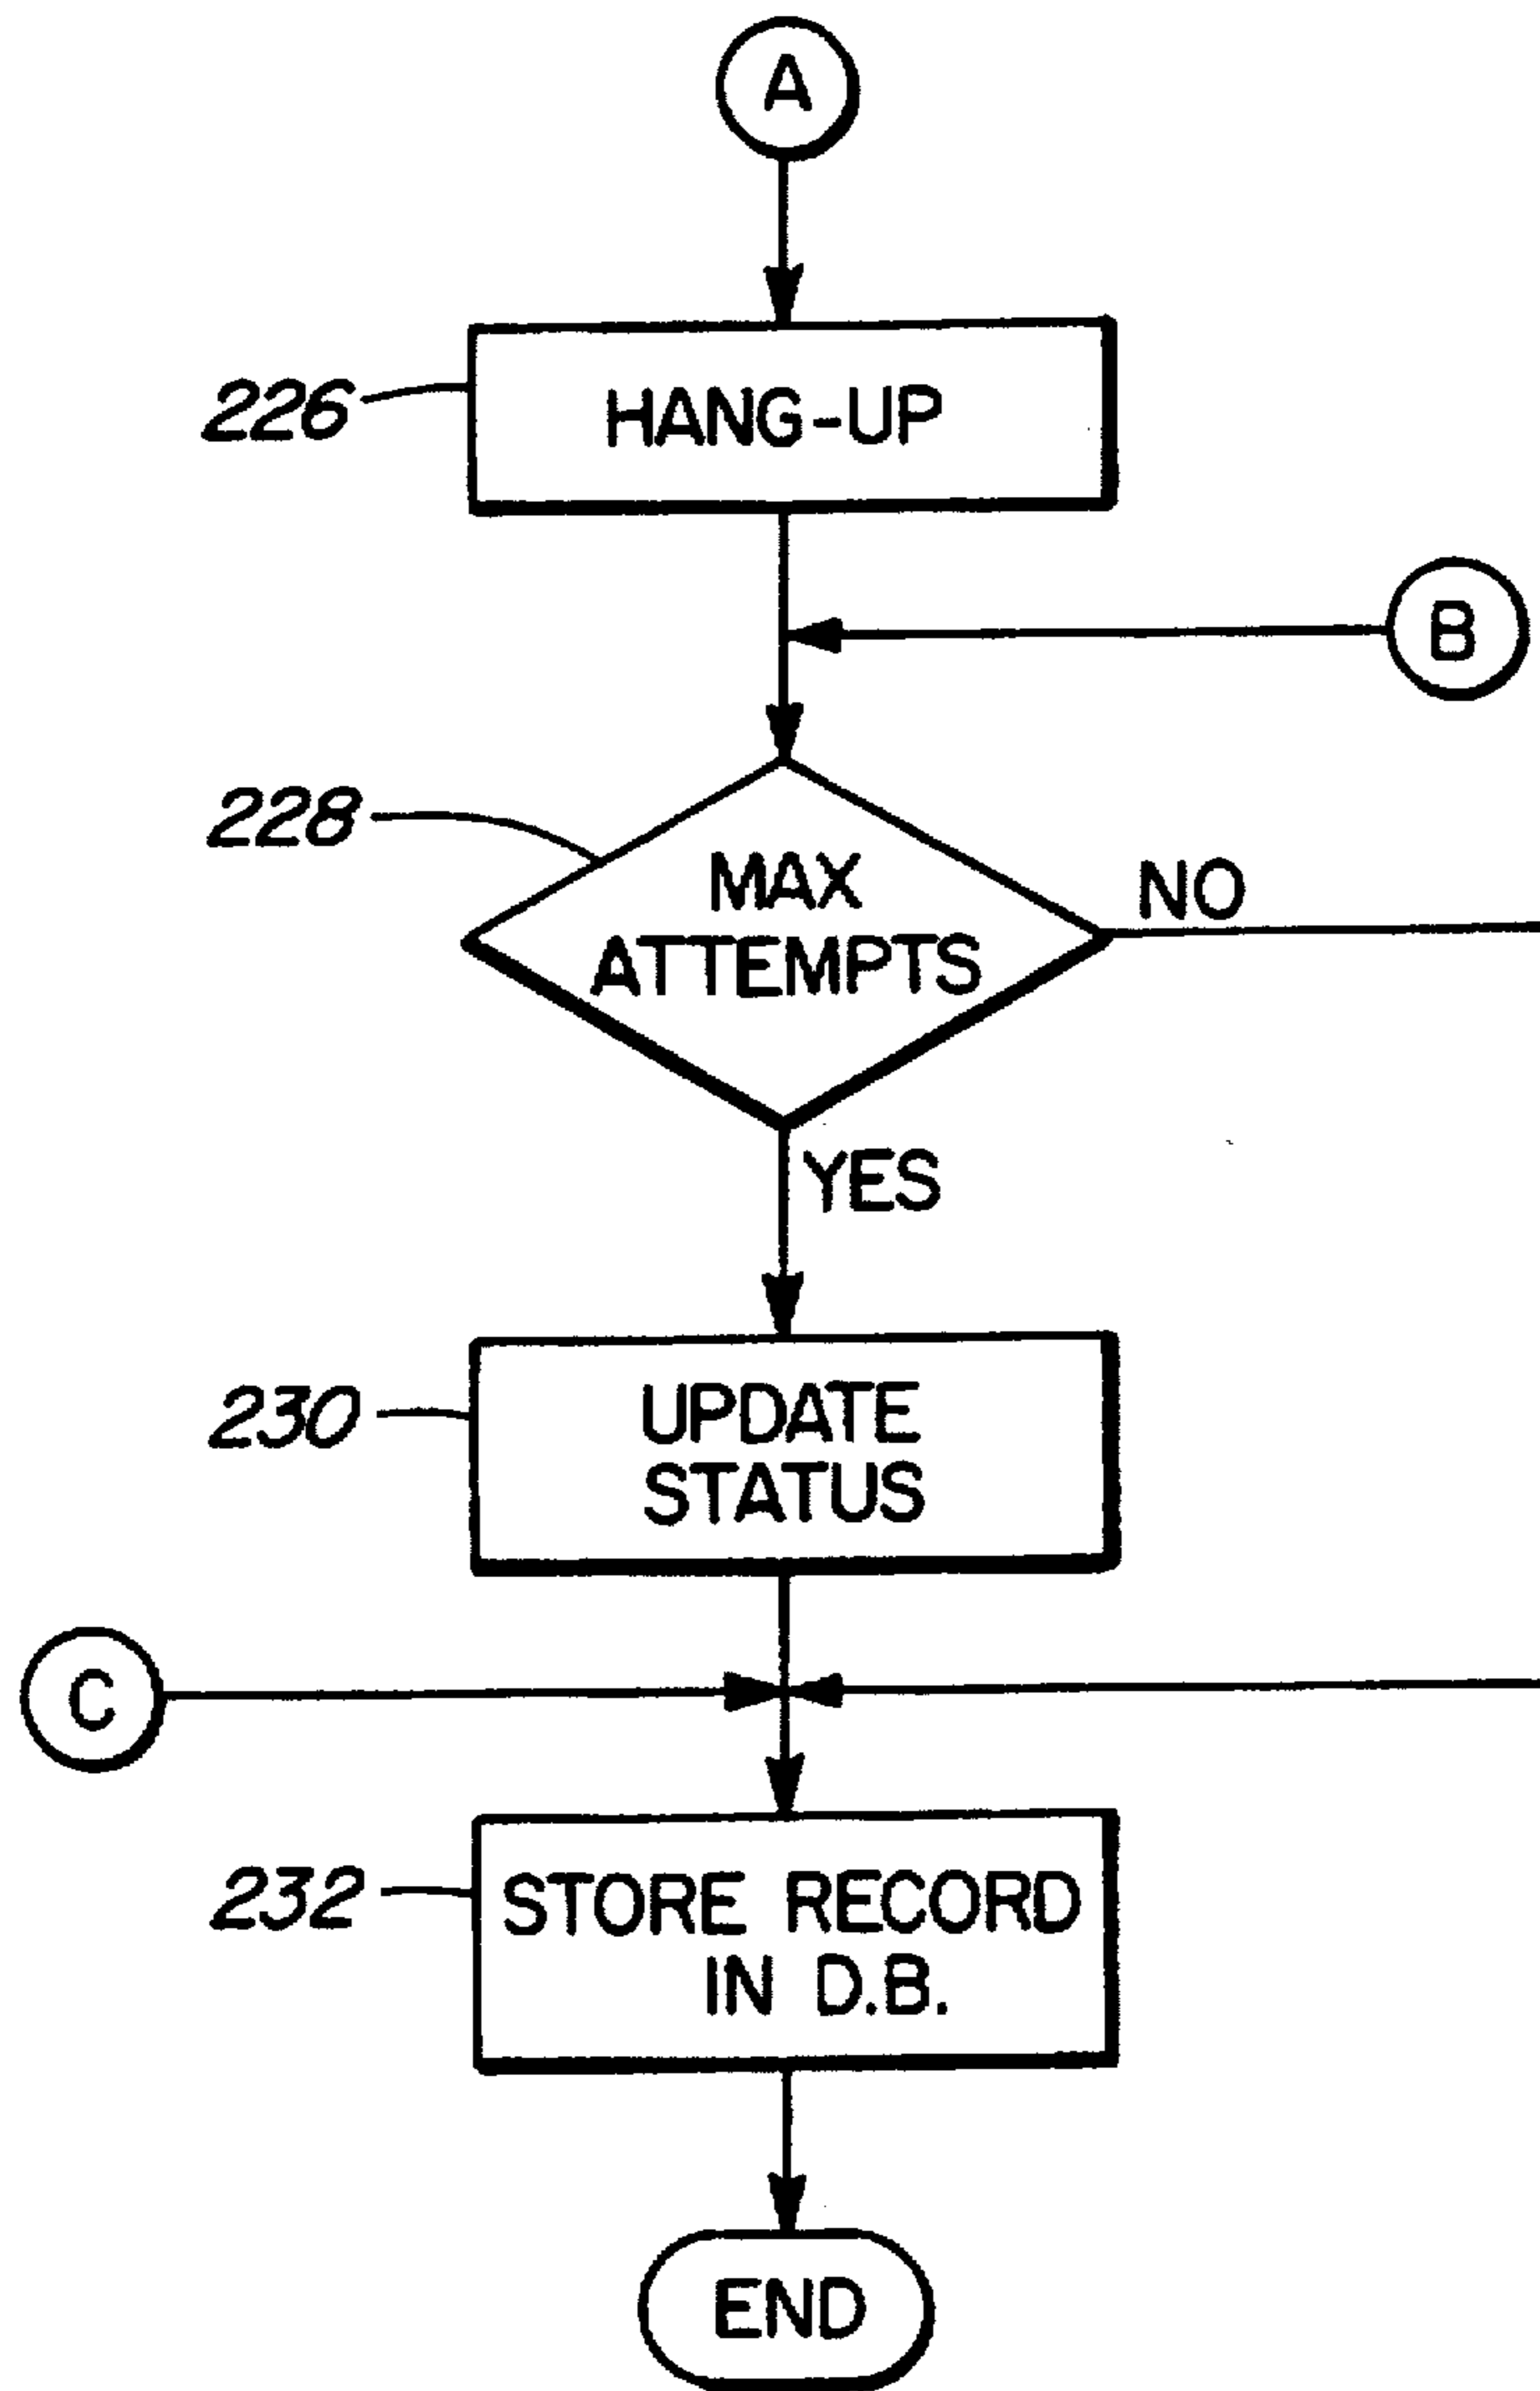 A
226
HANG-UP
B
228
MAX
ATTEMPTS
NO
YES
230
UPDATE
STATUS
C
232
STORE RECORD
IN D.B.
END